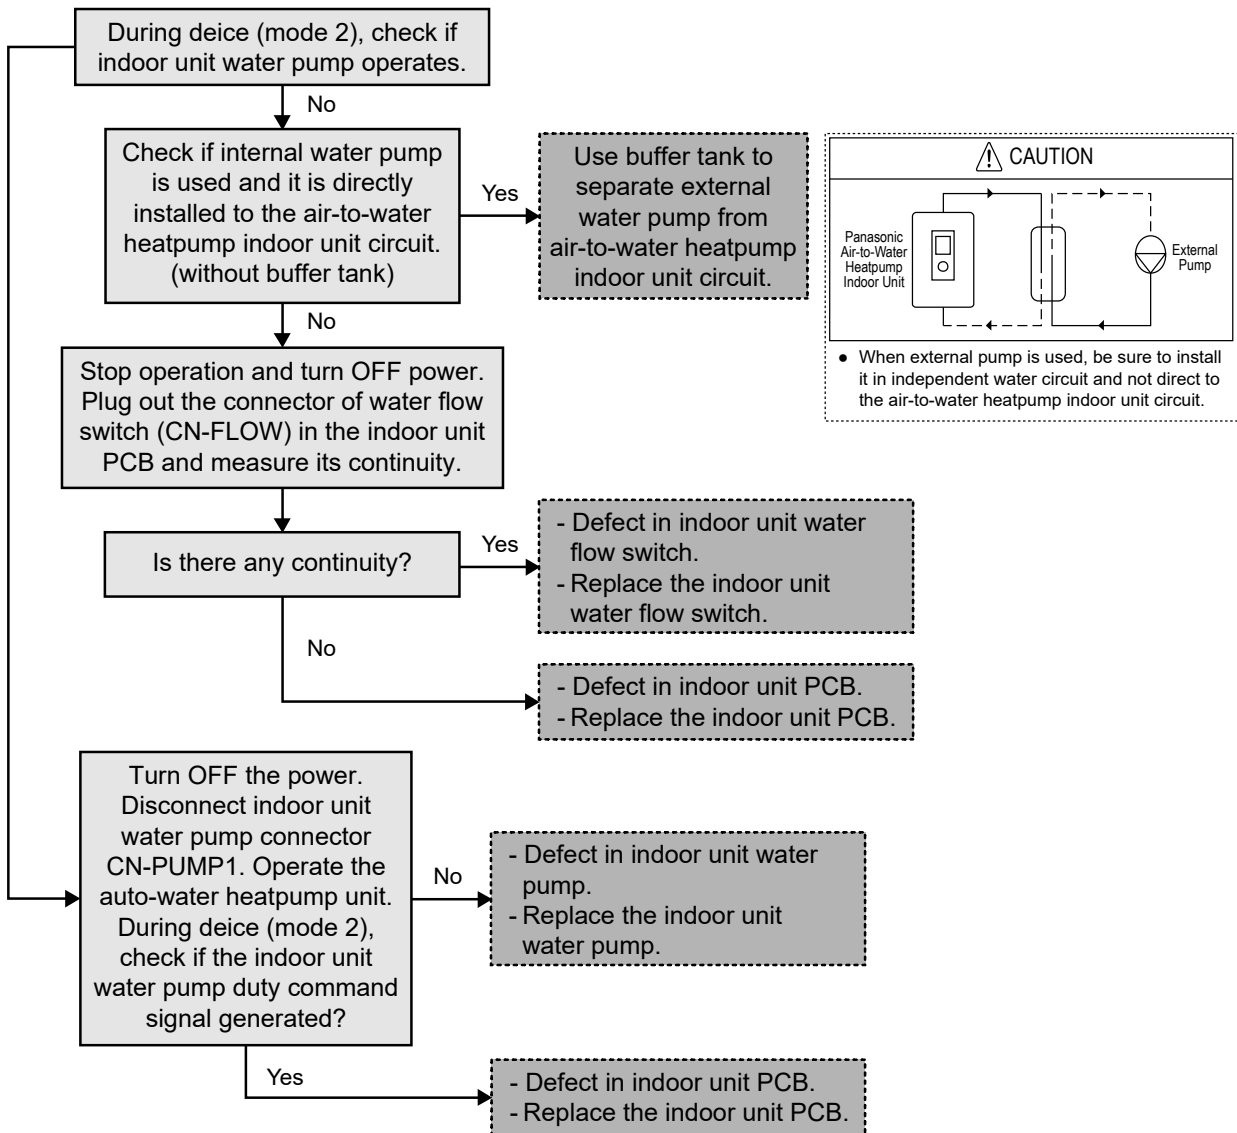 During deice (mode 2), check if
indoor unit water pump operates.
No
Check if internal water pump
is used and it is directly
installed to the air-to-water
heatpump indoor unit circuit.
(without buffer tank)
Yes
Use buffer tank to
separate external
water pump from
air-to-water heatpump
indoor unit circuit.
CAUTION
Panasonic
Air-to-Water
Heatpump
Indoor Unit
External
Pump
● When external pump is used, be sure to install
it in independent water circuit and not direct to
the air-to-water heatpump indoor unit circuit.
No
Stop operation and turn OFF power.
Plug out the connector of water flow
switch (CN-FLOW) in the indoor unit
PCB and measure its continuity.
Is there any continuity?
Yes
- Defect in indoor unit water
flow switch.
- Replace the indoor unit
water flow switch.
No
- Defect in indoor unit PCB.
- Replace the indoor unit PCB.
Turn OFF the power.
Disconnect indoor unit
water pump connector
CN-PUMP1. Operate the
auto-water heatpump unit.
During deice (mode 2),
check if the indoor unit
water pump duty command
signal generated?
No
- Defect in indoor unit water
pump.
- Replace the indoor unit
water pump.
Yes
- Defect in indoor unit PCB.
- Replace the indoor unit PCB.